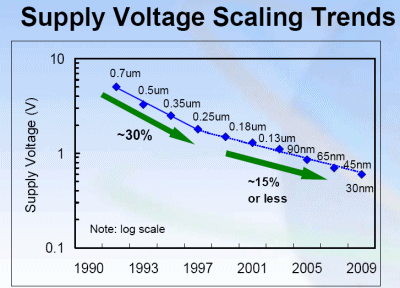 Supply Voltage Scaling Trends
10
0.7um
0.5um
0.35um
0.25um
0.18um
0.13um
90nm
65nm
45nm
30nm
~30%
~15%
or less
Supply Voltage (V)
1
Note: log scale
0.1
1990 1993 1997 2001 2005 2009